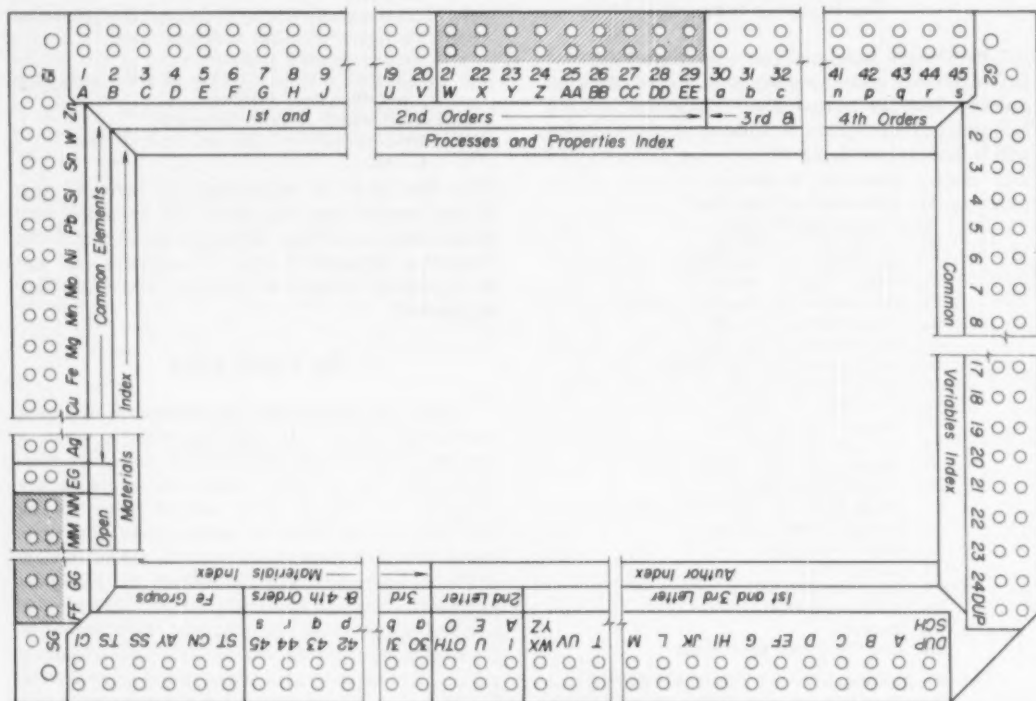 G1
1 2 3 4 5 6 7 8 9 19 20 21 22 23 24 25 26 27 28 29 30 31 32 41 42 43 44 45
A B C D E F G H J U V W X Y Z AA BB CC DD EE a b c n p q r s
G2
1st and 2nd Orders 3rd & 4th Orders
Processes and Properties Index
Zn W Sn Si Pb Ni Mo Mn Mg Fe Cu Ag EG NN MM GG FF
SG
Common Elements
Open
Materials Index
1 2 3 4 5 6 7 8 17 18 19 20 21 22 23 24 DUP
Common Variables Index
Author Index
Materials Index
1st and 3rd Letter
2nd Letter
3rd & 4th Orders
Fe Groups
DUP A B C D EF G HI JK L M T UV WX YZ A E O
SCH I U OTH
a b p q r s
30 31 42 43 44 45 ST CN AY SS TS CI